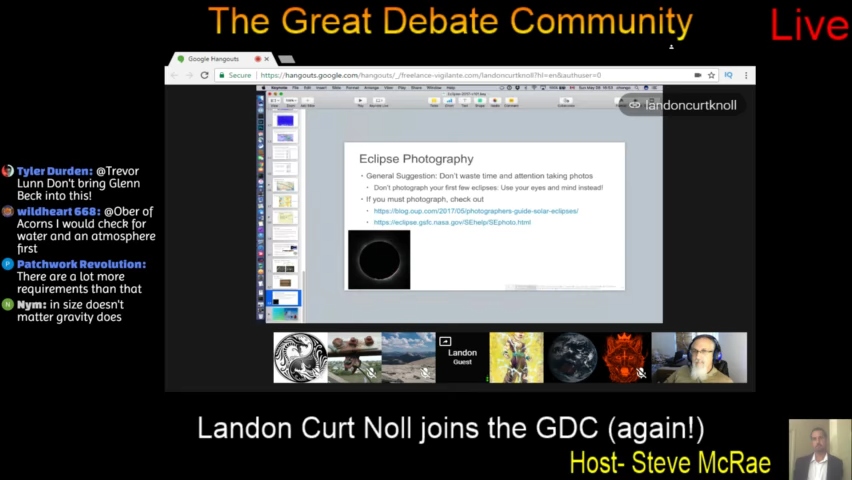 The Great Debate Community
Live
Google Hangouts
Secure
https://hangouts.google.com/hangouts/_/freelance-vigilante.com/landoncurtknoll?hl=en&authuser=0
landoncurtknoll
Eclipse Photography
General Suggestion: Don't waste time and attention taking photos
Don't photograph your first few eclipses: Use your eyes and mind instead!
If you must photograph, check out
https://blog.oup.com/2017/05/photographers-guide-solar-eclipses/
https://eclipse.gsfc.nasa.gov/SEhelp/SEphoto.html
Tyler Durden: @Trevor
Lunn Don't bring Glenn
Beck into this!
wildheart 668: @Ober of
Acorns I would check for
water and an atmosphere
first
Patchwork Revolution:
There are a lot more
requirements than that
Nym: in size doesn't
matter gravity does
Landon
Guest
Landon Curt Noll joins the GDC (again!)
Host- Steve McRae